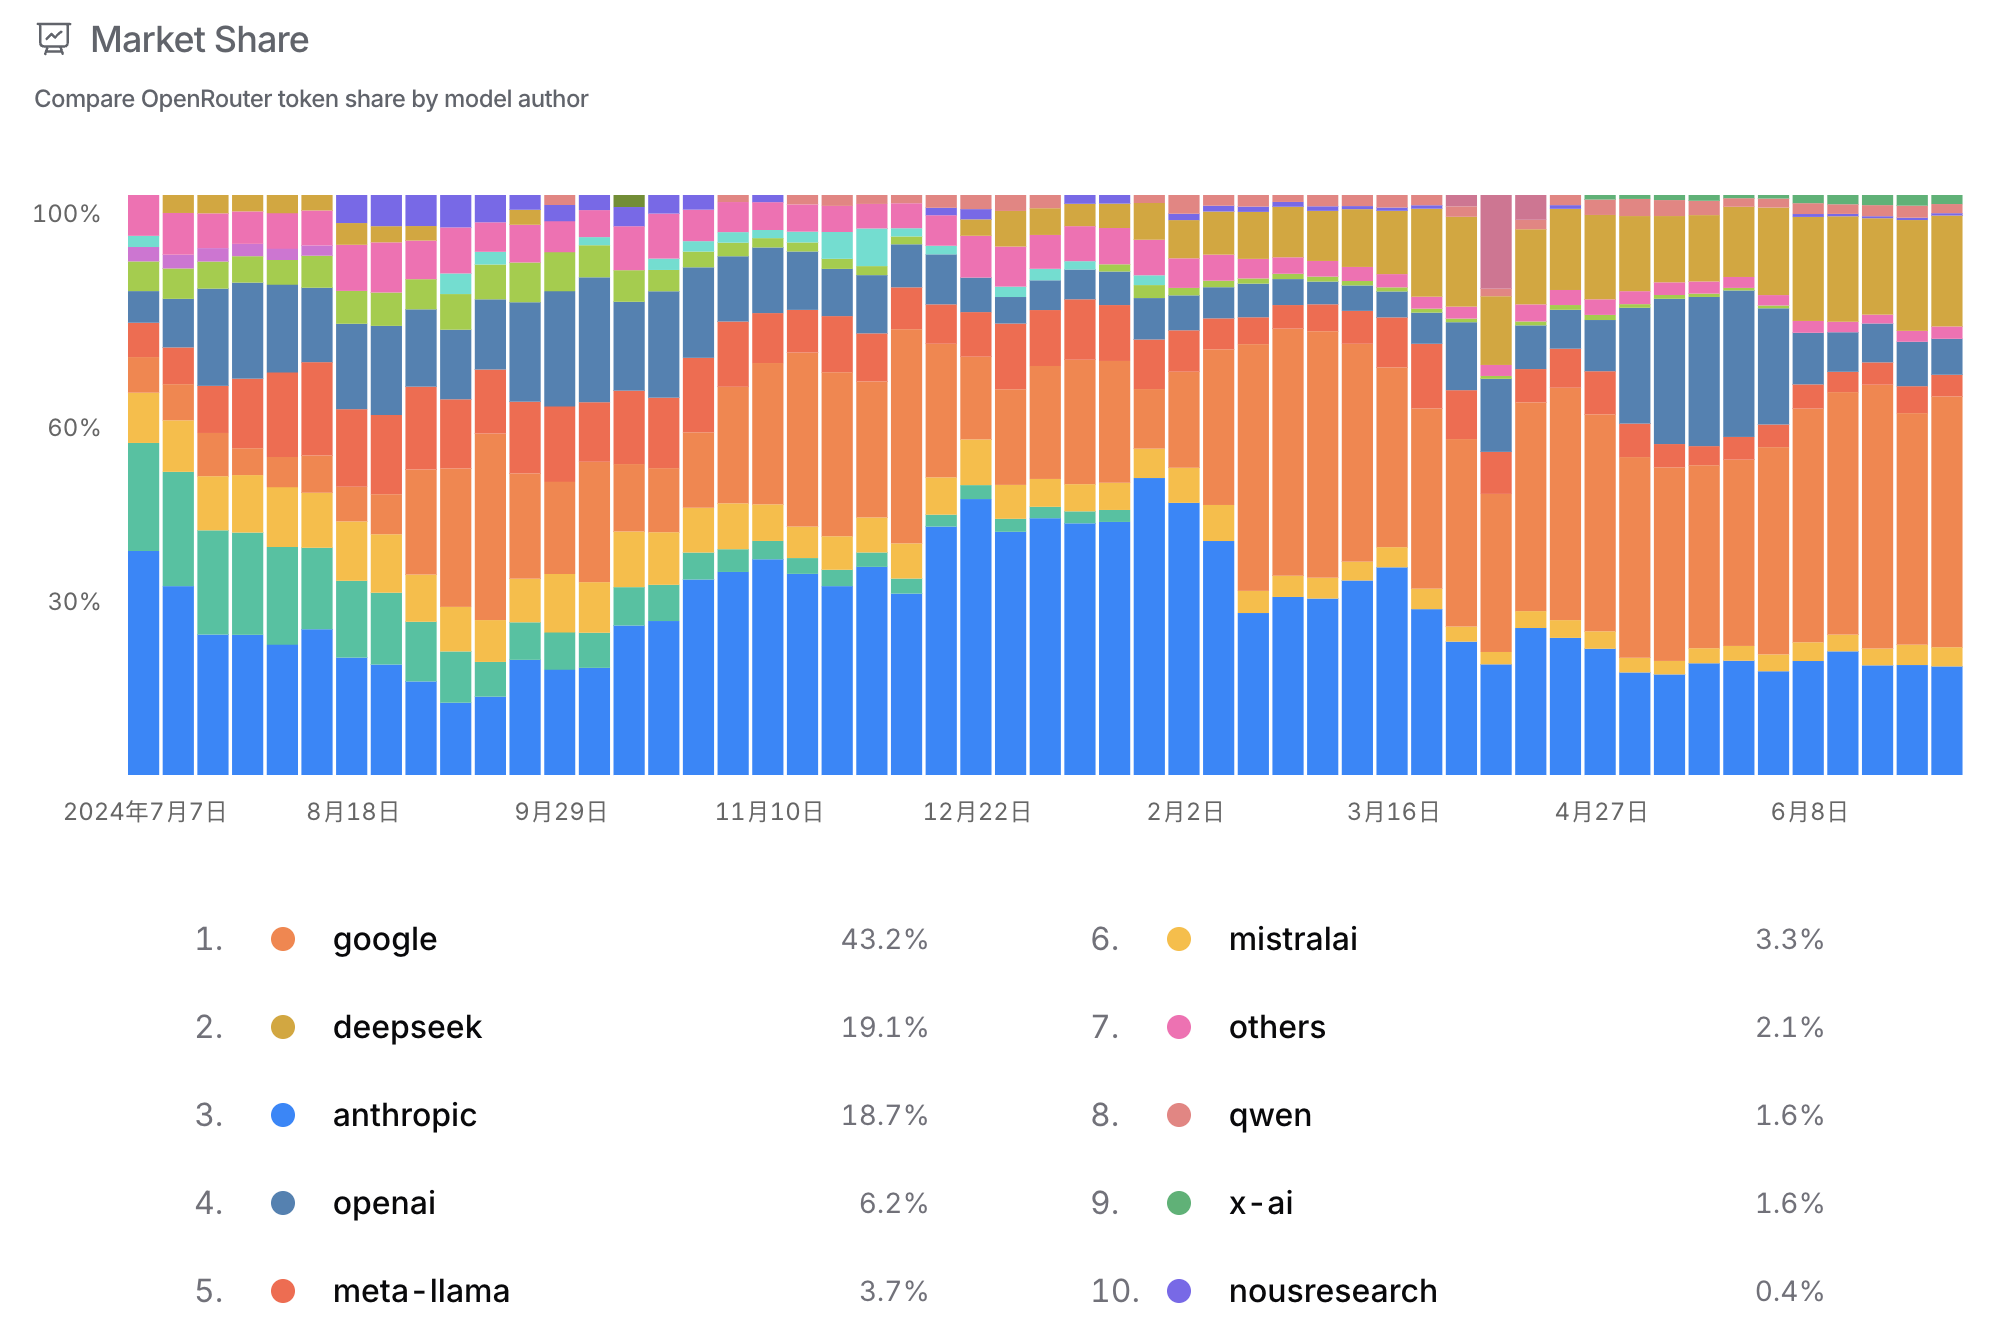 Market Share
Compare OpenRouter token share by model author
100%
60%
30%
2024年7月7日 8月18日 9月29日 11月10日 12月22日 2月2日 3月16日 4月27日 6月8日
1. google 43.2%
2. deepseek 19.1%
3. anthropic 18.7%
4. openai 6.2%
5. meta-llama 3.7%
6. mistralai 3.3%
7. others 2.1%
8. qwen 1.6%
9. x-ai 1.6%
10. nousresearch 0.4%